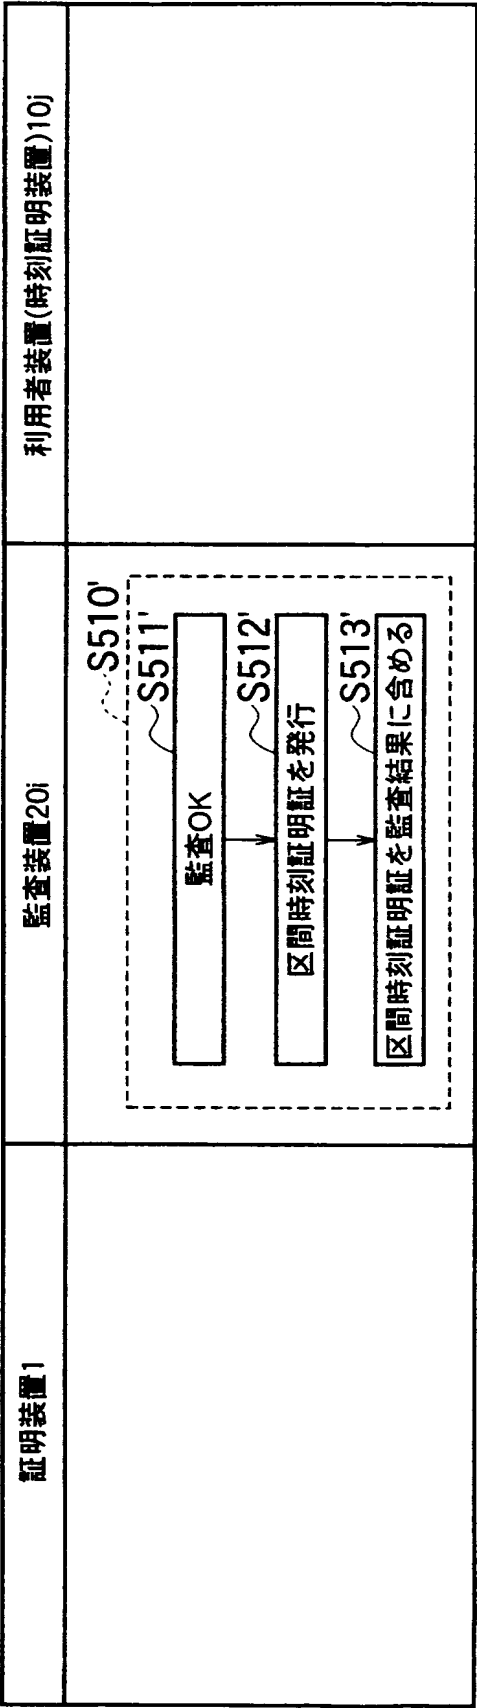 証明装置1
監査装置20i
利用者装置(時刻証明装置)10j
S510'
S511'
監査OK
S512'
区間時刻証明証を発行
S513'
区間時刻証明証を監査結果に含める